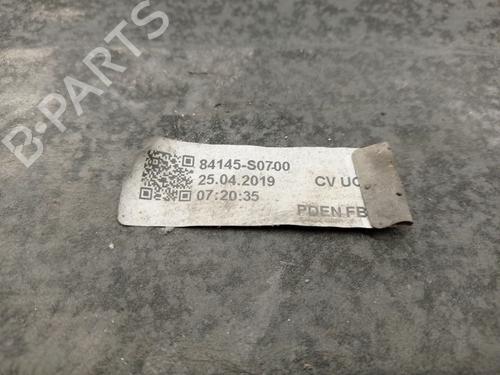 B-PARTS
84145-S0700
25.04.2019 CV UC
07:20:35
PDEN FB